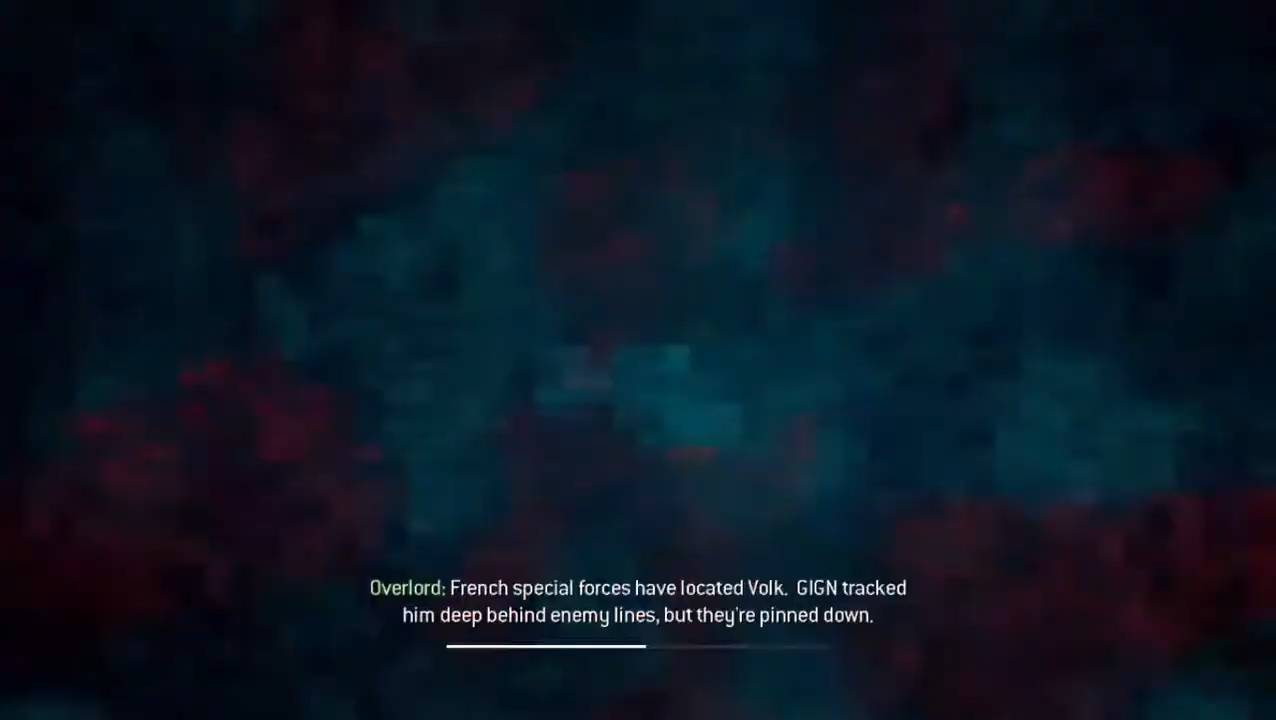 Overlord: French special forces have located Volk.  GIGN tracked
him deep behind enemy lines, but they're pinned down.